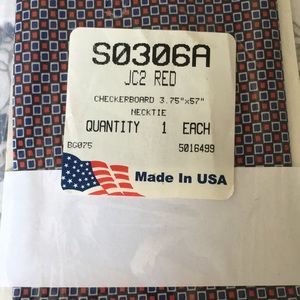 S0306A
JC2 RED
CHECKERBOARD 3.75"x57"
NECKTIE
QUANTITY 1 EACH
BG075 5016499
Made In USA